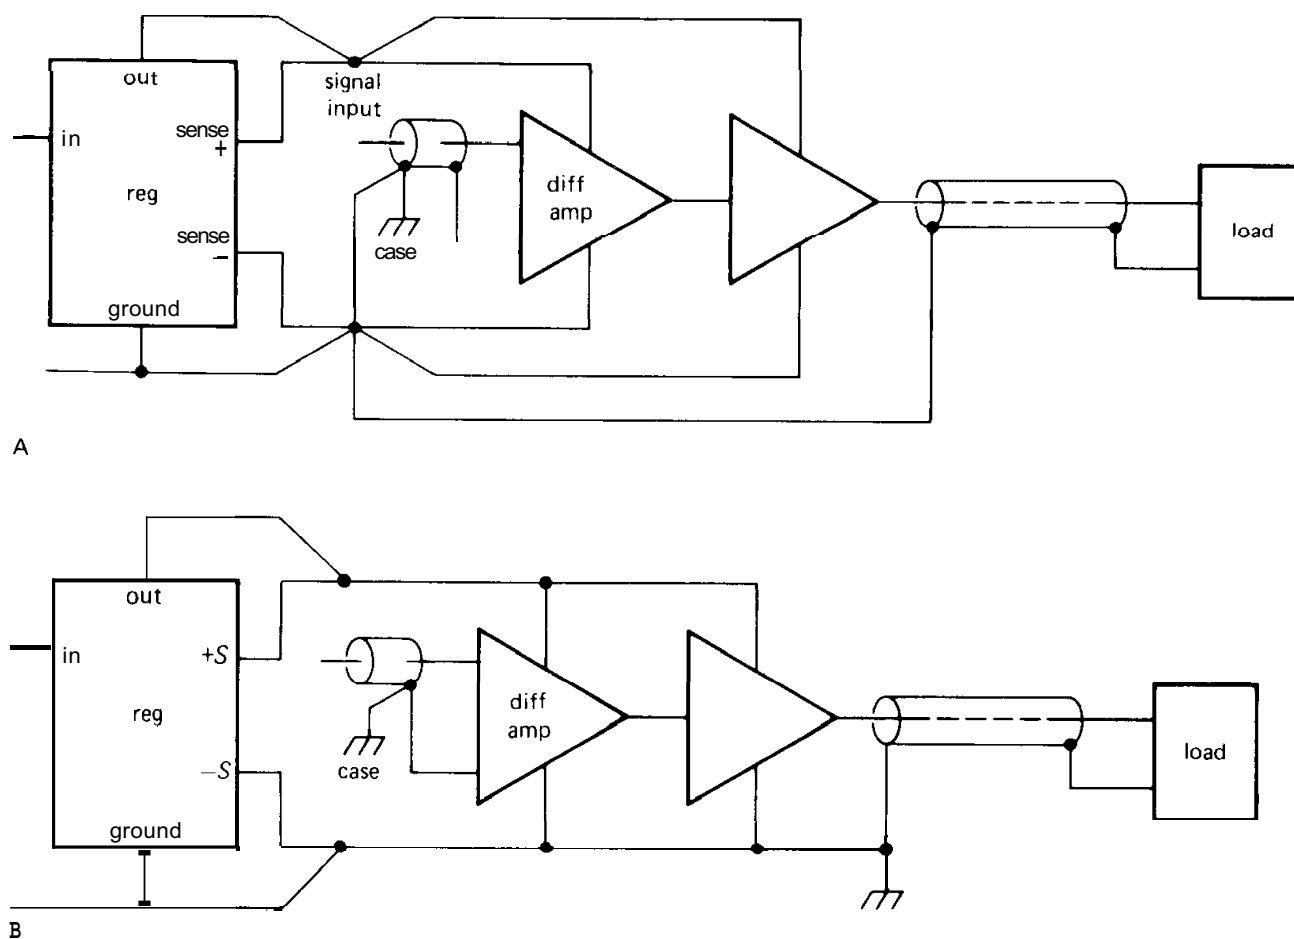 out
signal
input
sense
+
in
reg
diff
amp
sense
–
case
load
ground
A
out
in
+S
reg
diff
amp
load
–S
case
ground
B